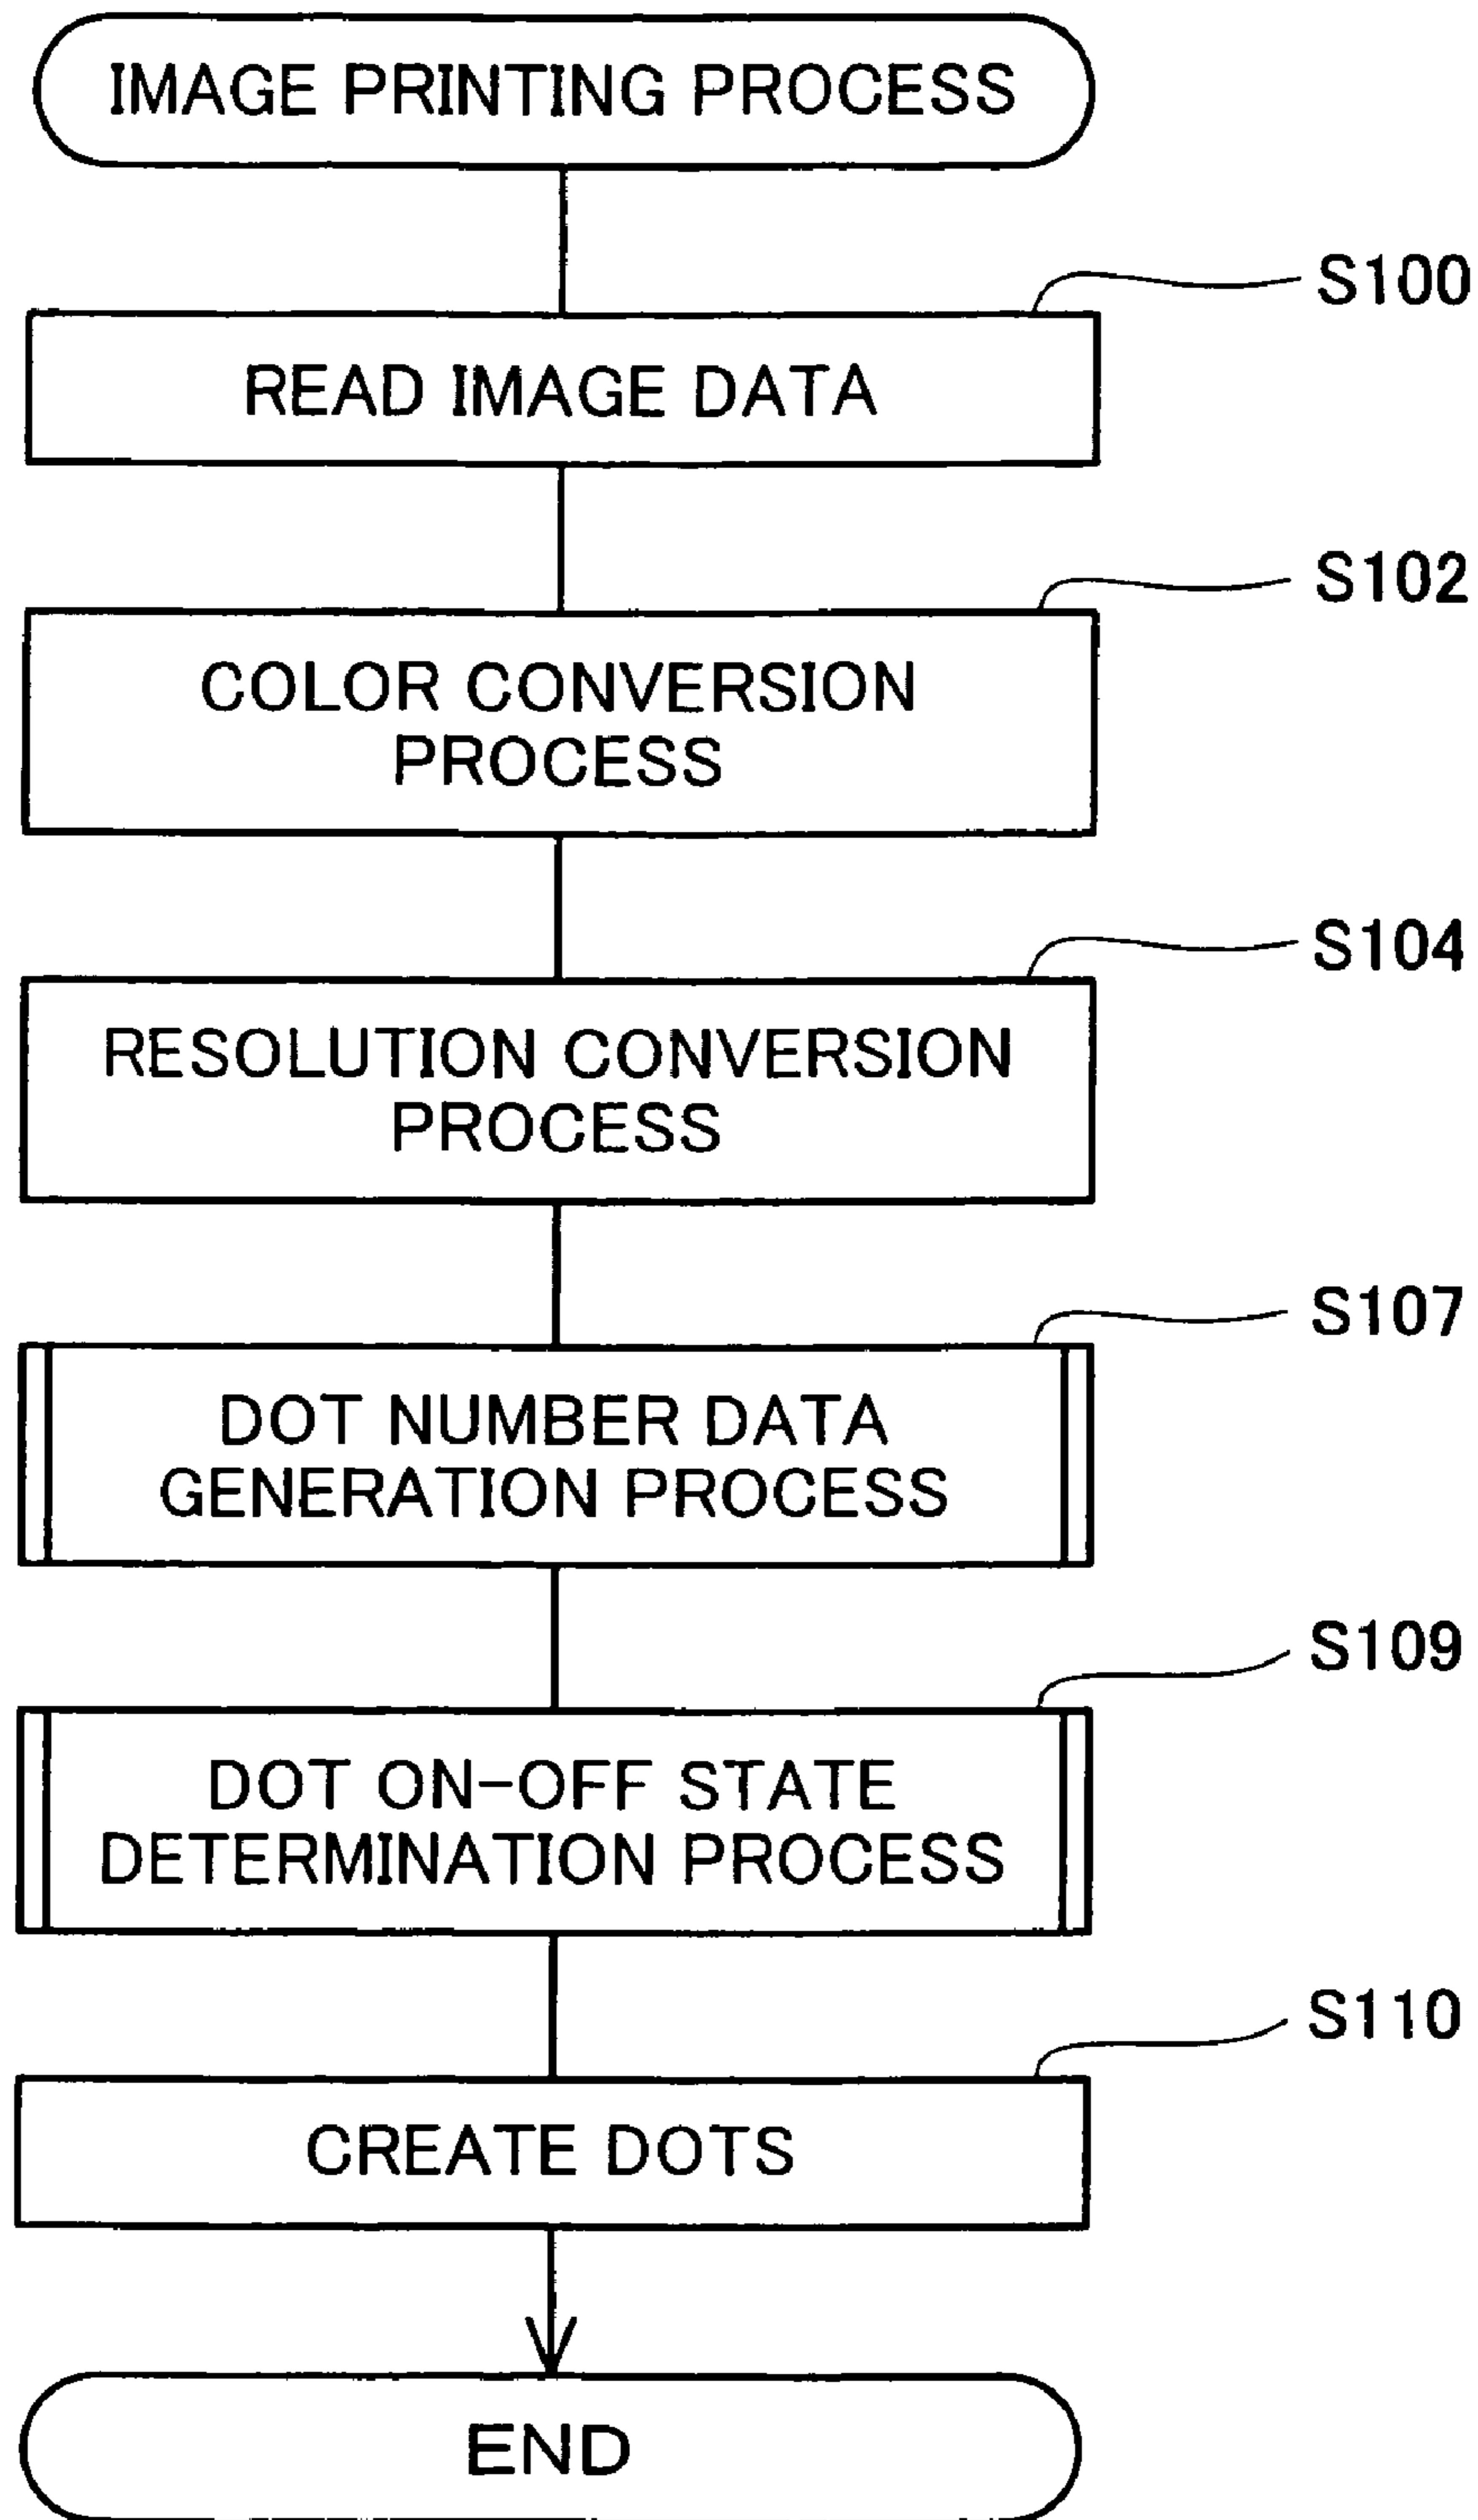 IMAGE PRINTING PROCESS
S100
READ IMAGE DATA
S102
COLOR CONVERSION
PROCESS
S104
RESOLUTION CONVERSION
PROCESS
S107
DOT NUMBER DATA
GENERATION PROCESS
S109
DOT ON-OFF STATE
DETERMINATION PROCESS
S110
CREATE DOTS
END